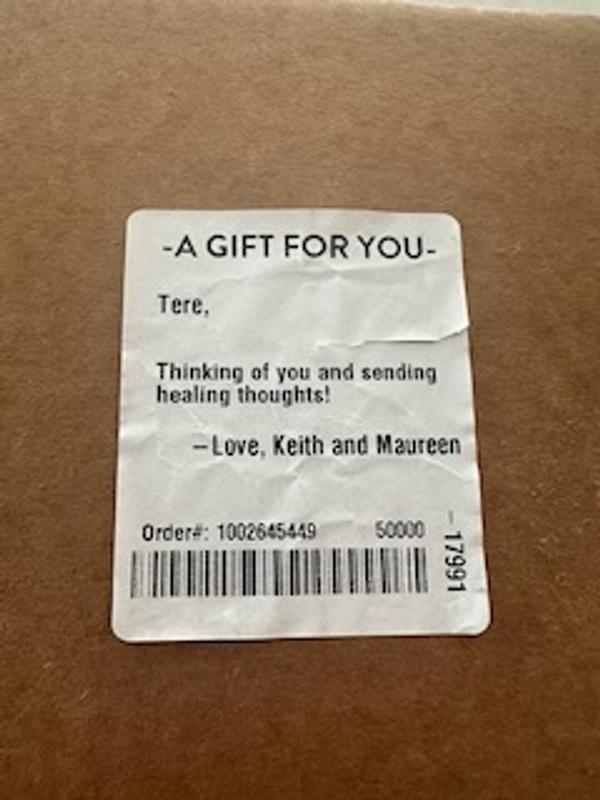 -A GIFT FOR YOU-
Tere,
Thinking of you and sending
healing thoughts!
—Love, Keith and Maureen
Order#: 1002645449 50000
—17991